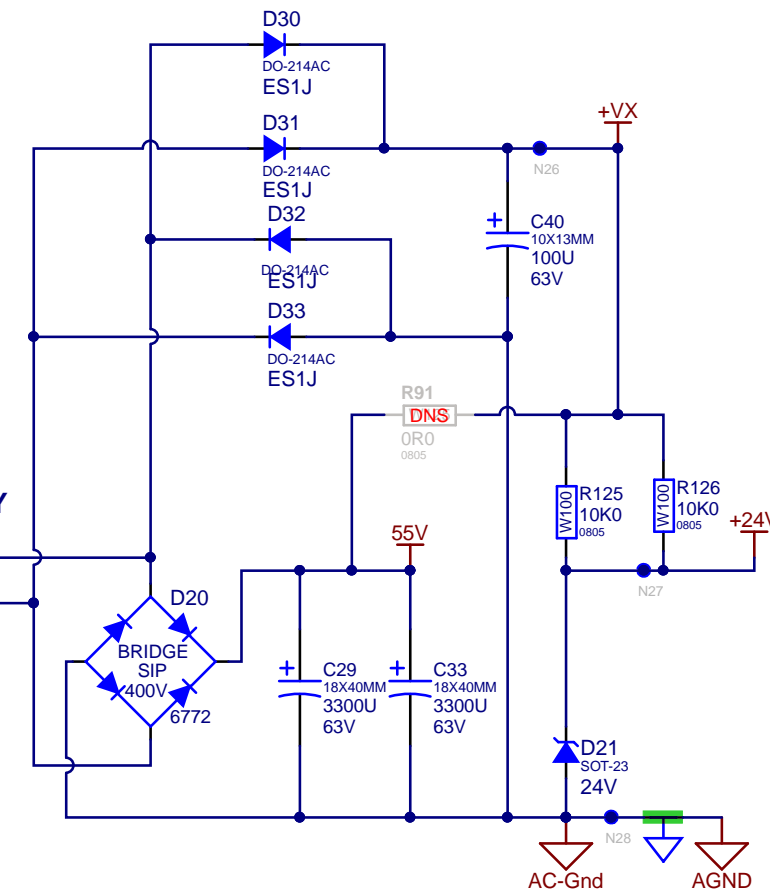 D30
DO-214AC
ES1J
D31
DO-214AC
ES1J
D32
DO-214AC
ES1J
D33
DO-214AC
ES1J
+VX
N26
C40
10X13MM
100U
63V
R91
DNS
0R0
0805
W100
R125
10K0
0805
W100
R126
10K0
0805
+24V
N27
Y
55V
D20
BRIDGE
SIP
400V
6772
C29
18X40MM
3300U
63V
C33
18X40MM
3300U
63V
D21
SOT-23
24V
N28
AC-Gnd
AGND